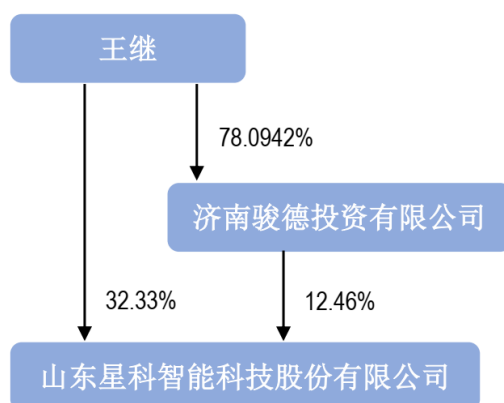 王继
78.0942%
济南骏德投资有限公司
32.33%
12.46%
山东星科智能科技股份有限公司